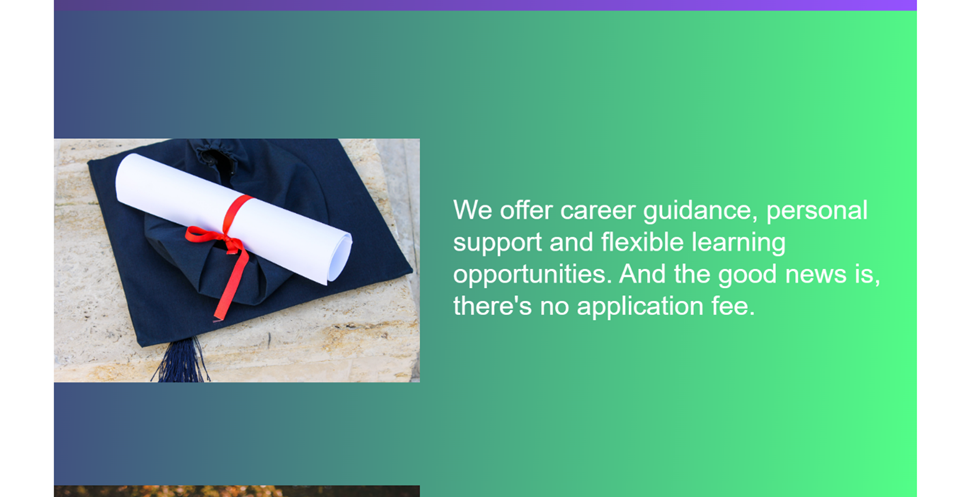 We offer career guidance, personal
support and flexible learning
opportunities. And the good news is,
there's no application fee.